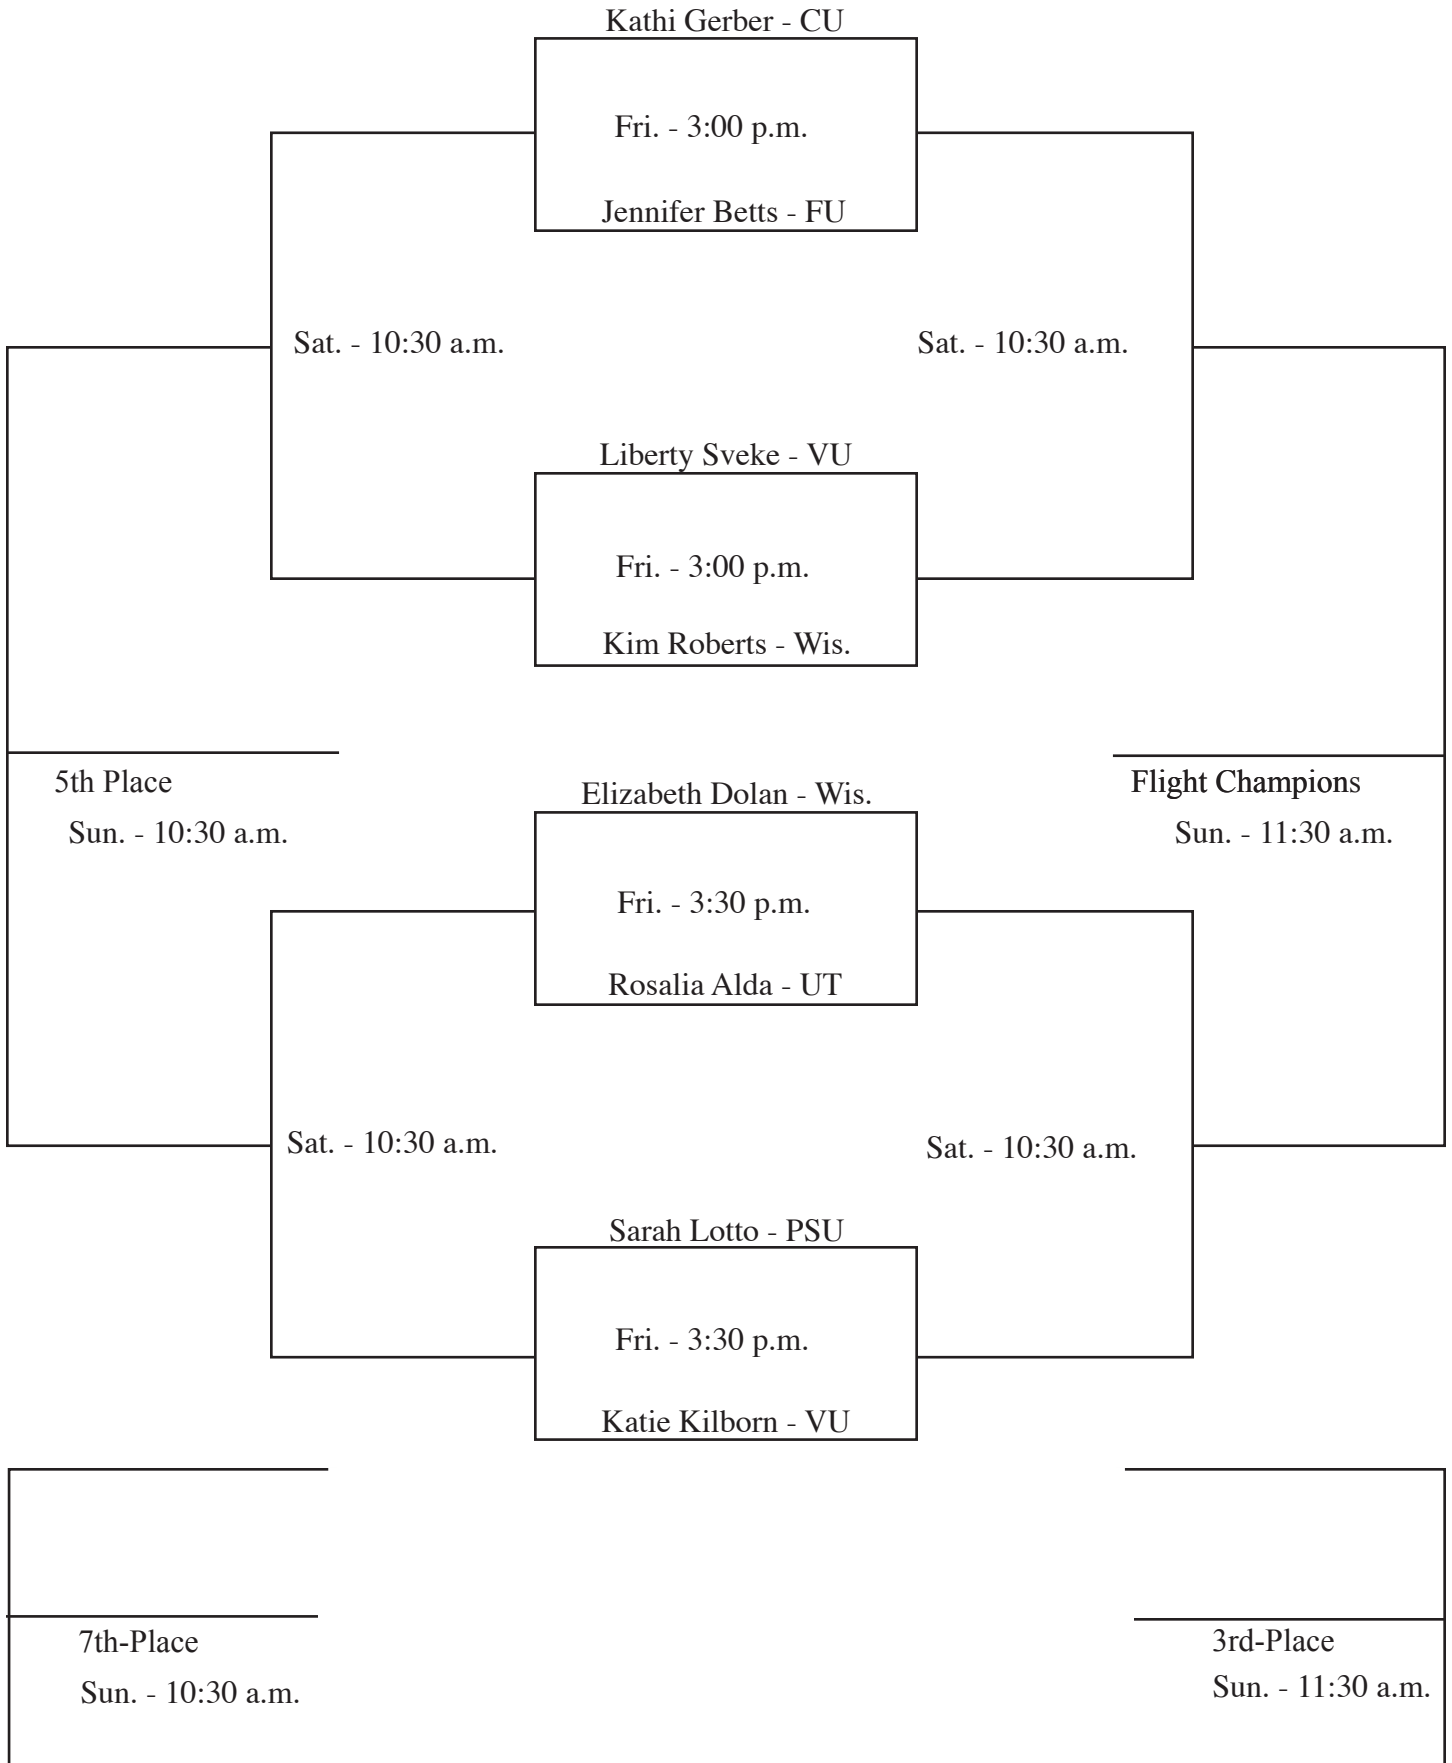 Kathi Gerber - CU
Fri. - 3:00 p.m.
Jennifer Betts - FU
Sat. - 10:30 a.m.
Sat. - 10:30 a.m.
Liberty Sveke - VU
Fri. - 3:00 p.m.
Kim Roberts - Wis.
5th Place
Sun. - 10:30 a.m.
Flight Champions
Sun. - 11:30 a.m.
Elizabeth Dolan - Wis.
Fri. - 3:30 p.m.
Rosalia Alda - UT
Sat. - 10:30 a.m.
Sat. - 10:30 a.m.
Sarah Lotto - PSU
Fri. - 3:30 p.m.
Katie Kilborn - VU
7th-Place
Sun. - 10:30 a.m.
3rd-Place
Sun. - 11:30 a.m.